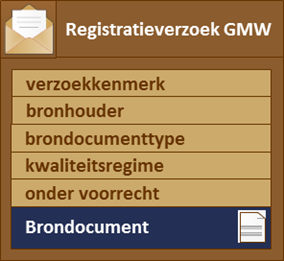 Registratieverzoek GMW
verzoekkenmerk
bronhouder
brondocumenttype
kwaliteitsregime
onder voorrecht
Brondocument